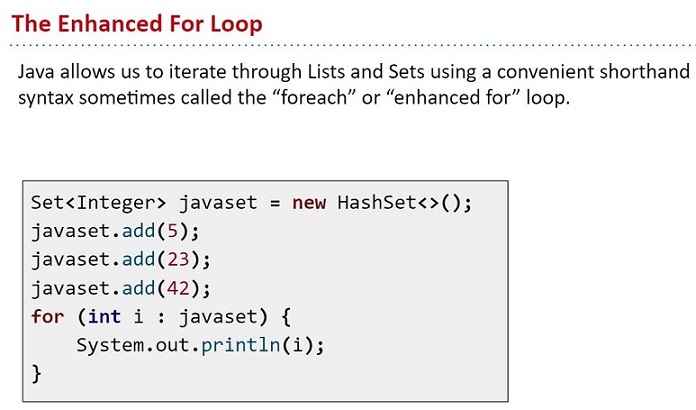 The Enhanced For Loop
Java allows us to iterate through Lists and Sets using a convenient shorthand
syntax sometimes called the “foreach” or “enhanced for” loop.
Set<Integer> javaset = new HashSet<>();
javaset.add(5);
javaset.add(23);
javaset.add(42);
for (int i : javaset) {
    System.out.println(i);
}